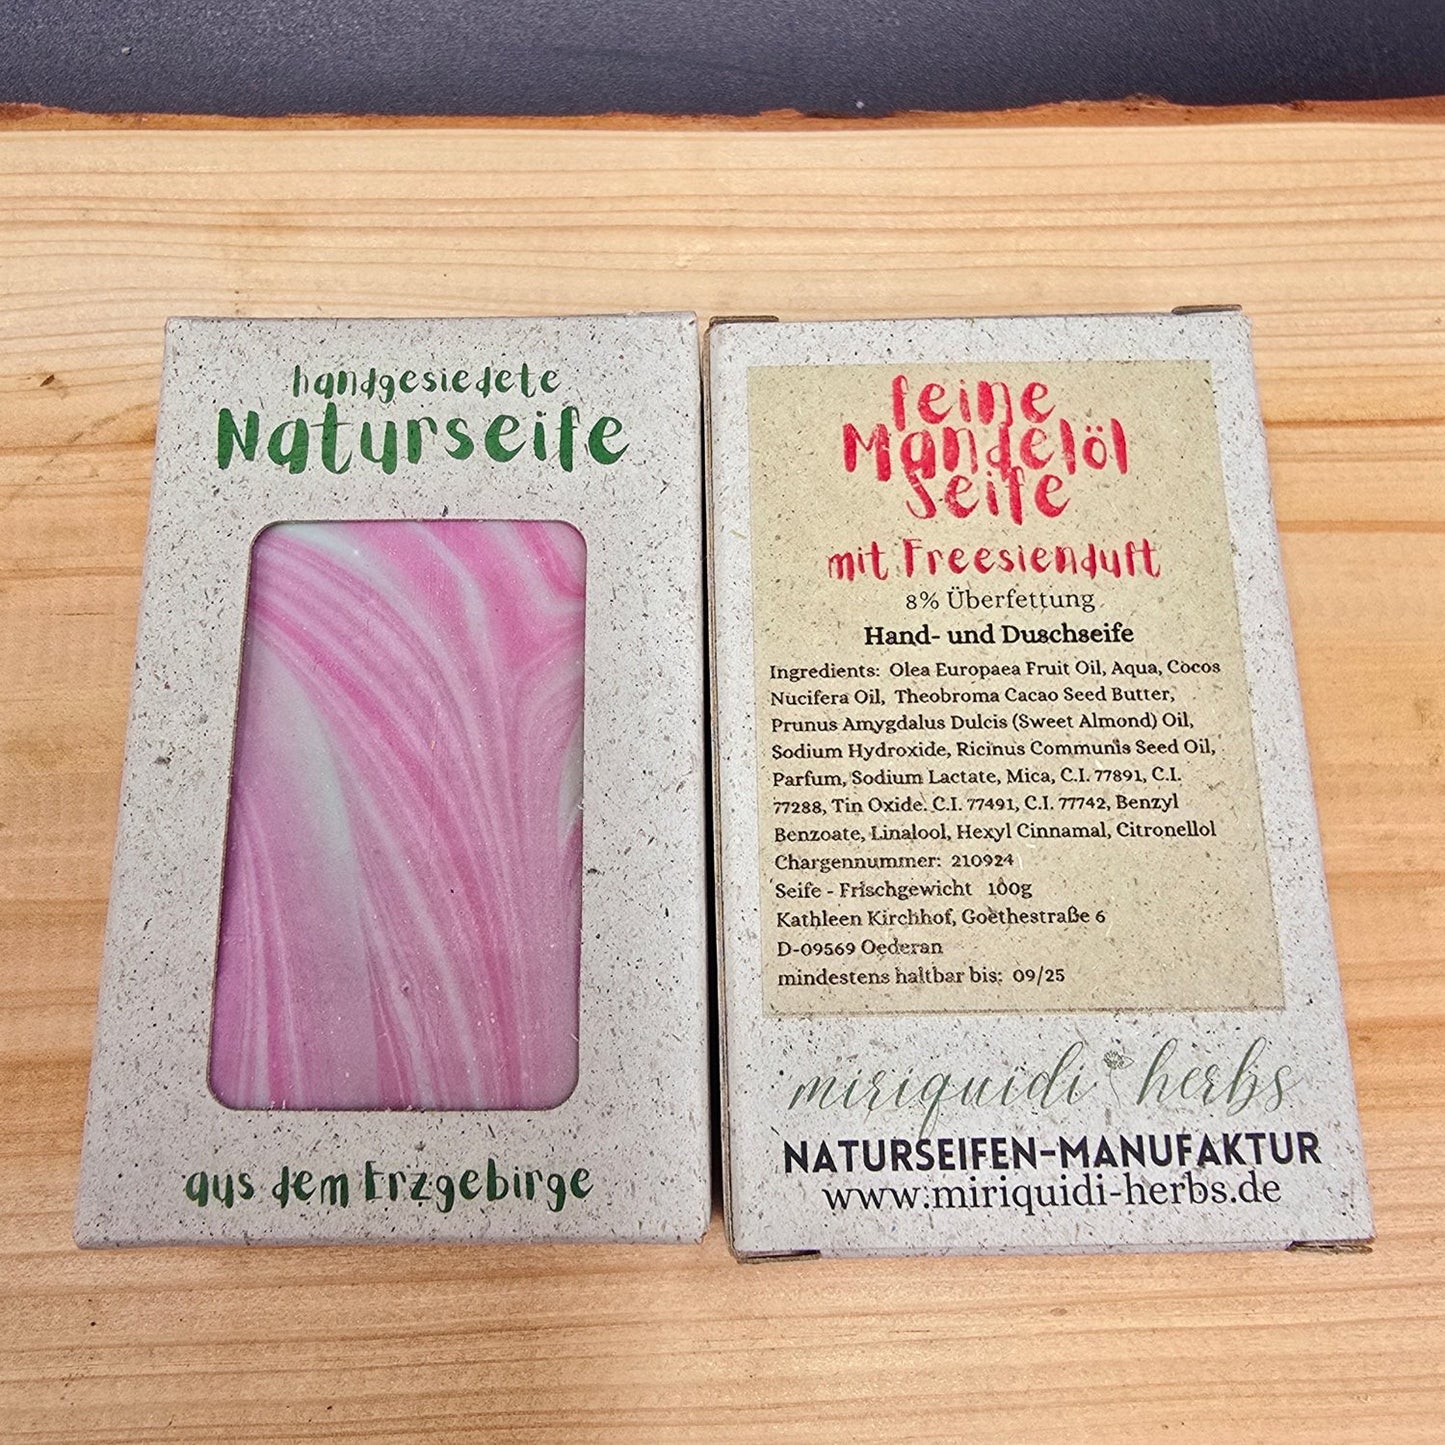 handgesiedete
Naturseife
aus dem Erzgebirge
feine
Mandelöl
Seife
mit Freesienduft
8% Überfettung
Hand- und Duschseife
Ingredients: Olea Europaea Fruit Oil, Aqua, Cocos
Nucifera Oil, Theobroma Cacao Seed Butter,
Prunus Amygdalus Dulcis (Sweet Almond) Oil,
Sodium Hydroxide, Ricinus Communis Seed Oil,
Parfum, Sodium Lactate, Mica, C.I. 77891, C.I.
77288, Tin Oxide. C.I. 77491, C.I. 77742, Benzyl
Benzoate, Linalool, Hexyl Cinnamal, Citronellol
Chargennummer: 210924
Seife - Frischgewicht 100g
Kathleen Kirchhof, Goethestraße 6
D-09569 Oederan
mindestens haltbar bis: 09/25
miriquidi herbs
NATURSEIFEN-MANUFAKTUR
www.miriquidi-herbs.de